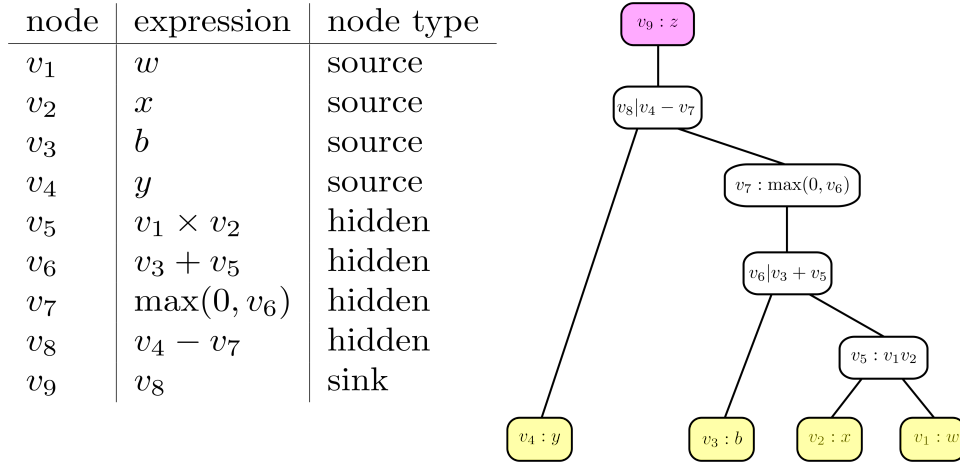 node expression node type
v₁ w source
v₂ x source
v₃ b source
v₄ y source
v₅ v₁ × v₂ hidden
v₆ v₃ + v₅ hidden
v₇ max(0, v₆) hidden
v₈ v₄ − v₇ hidden
v₉ v₈ sink
v₉ : z
v₈|v₄ − v₇
v₇ : max(0, v₆)
v₆|v₃ + v₅
v₅ : v₁v₂
v₄ : y
v₃ : b
v₂ : x
v₁ : w